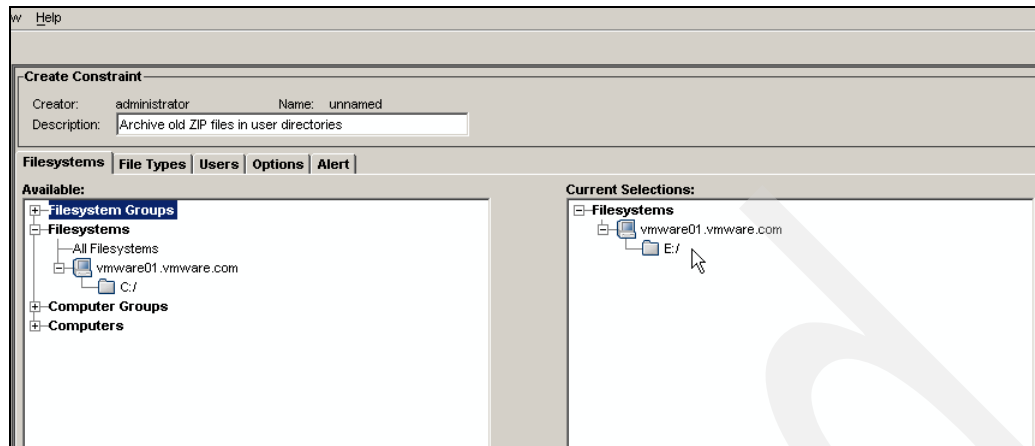 w Help
Create Constraint
Creator: administrator Name: unnamed
Description: Archive old ZIP files in user directories
Filesystems File Types Users Options Alert
Available: Current Selections:
Filesystem Groups
Filesystems
All Filesystems
vmware01.vmware.com
C:/
Computer Groups
Computers
Filesystems
vmware01.vmware.com
E:/